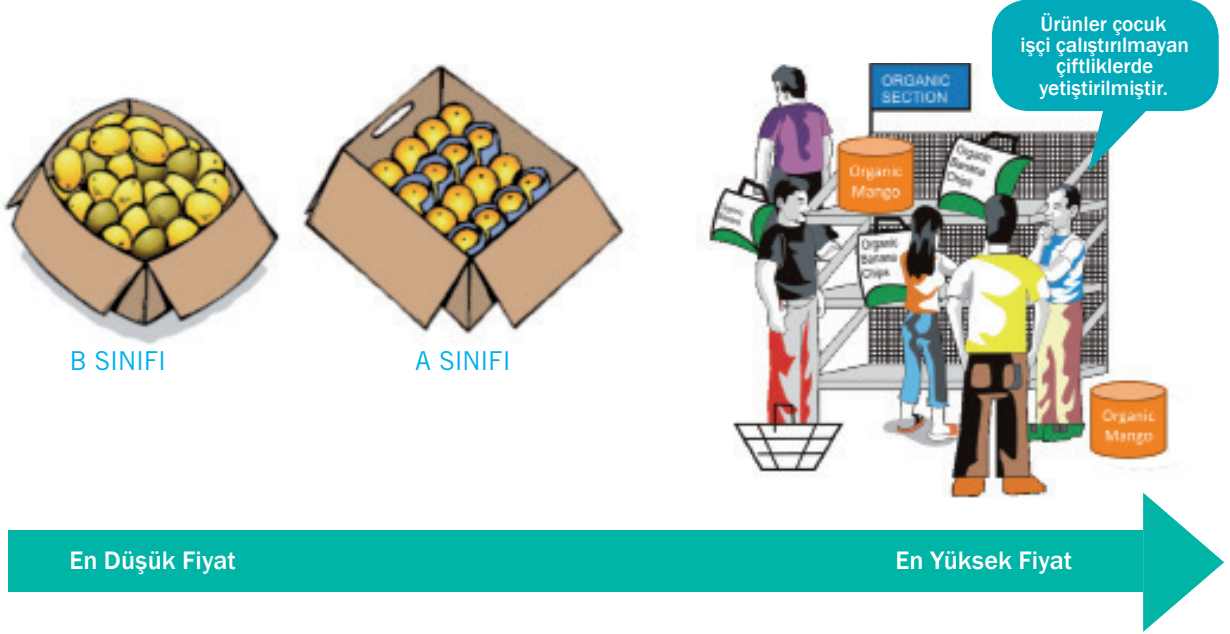 Ürünler çocuk
işçi çalıştırılmayan
çiftliklerde
yetiştirilmiştir.
ORGANIC
SECTION
Organic
Mango
Organic
Banana
Chips
Organic
Organic
Banana
Chips
B SINIFI
A SINIFI
Organic
Mango
En Düşük Fiyat
En Yüksek Fiyat